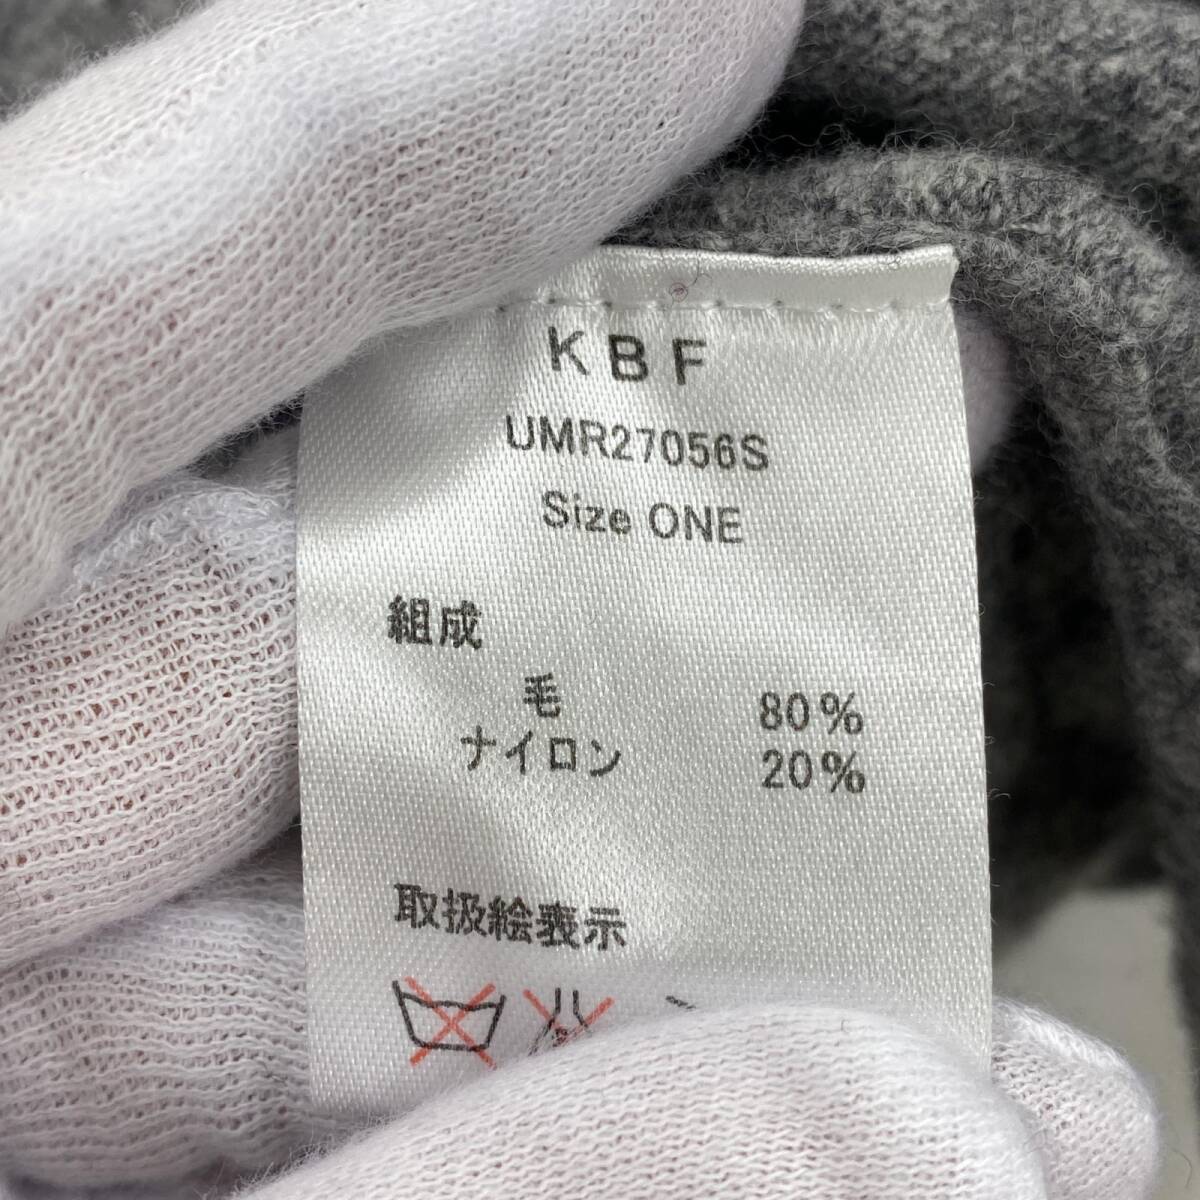 KBF
UMR27056S
Size ONE
組成
毛 80%
ナイロン 20%
取扱絵表示